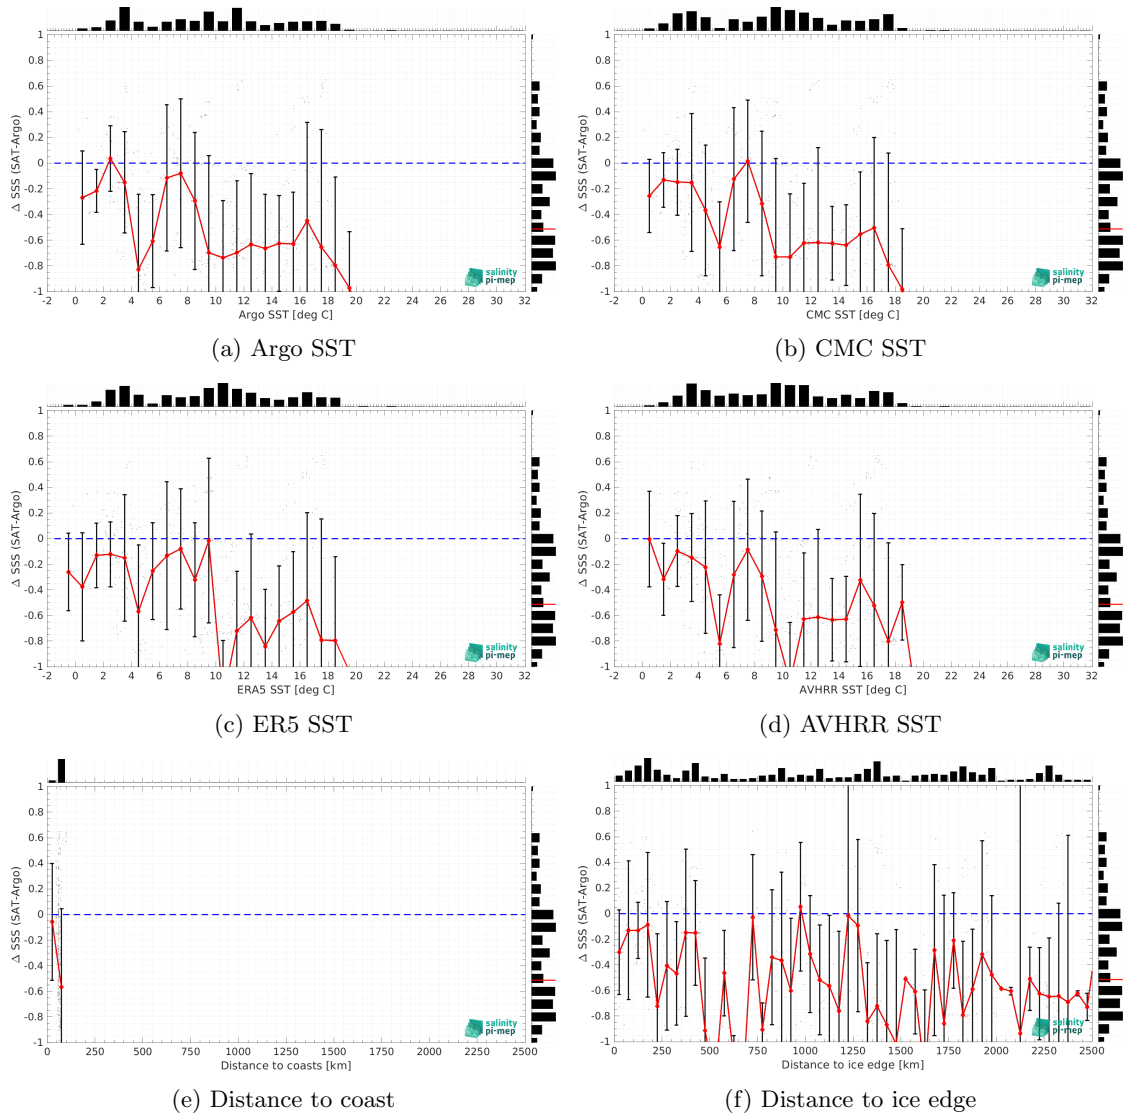 1
0.8
0.6
0.4
0.2
0
-0.2
-0.4
-0.6
-0.8
-1
Δ SSS (SAT-Argo)
-2 0 2 4 6 8 10 12 14 16 18 20 22 24 26 28 30 32
Argo SST [deg C]
salinity
pi-mep
(a) Argo SST
1
0.8
0.6
0.4
0.2
0
-0.2
-0.4
-0.6
-0.8
-1
Δ SSS (SAT-Argo)
-2 0 2 4 6 8 10 12 14 16 18 20 22 24 26 28 30 32
CMC SST [deg C]
salinity
pi-mep
(b) CMC SST
1
0.8
0.6
0.4
0.2
0
-0.2
-0.4
-0.6
-0.8
-1
Δ SSS (SAT-Argo)
-2 0 2 4 6 8 10 12 14 16 18 20 22 24 26 28 30 32
ERA5 SST [deg C]
salinity
pi-mep
(c) ER5 SST
1
0.8
0.6
0.4
0.2
0
-0.2
-0.4
-0.6
-0.8
-1
Δ SSS (SAT-Argo)
-2 0 2 4 6 8 10 12 14 16 18 20 22 24 26 28 30 32
AVHRR SST [deg C]
salinity
pi-mep
(d) AVHRR SST
1
0.8
0.6
0.4
0.2
0
-0.2
-0.4
-0.6
-0.8
-1
Δ SSS (SAT-Argo)
0 250 500 750 1000 1250 1500 1750 2000 2250 2500
Distance to coasts [km]
salinity
pi-mep
(e) Distance to coast
1
0.8
0.6
0.4
0.2
0
-0.2
-0.4
-0.6
-0.8
-1
Δ SSS (SAT-Argo)
0 250 500 750 1000 1250 1500 1750 2000 2250 2500
Distance to ice edge [km]
salinity
pi-mep
(f) Distance to ice edge